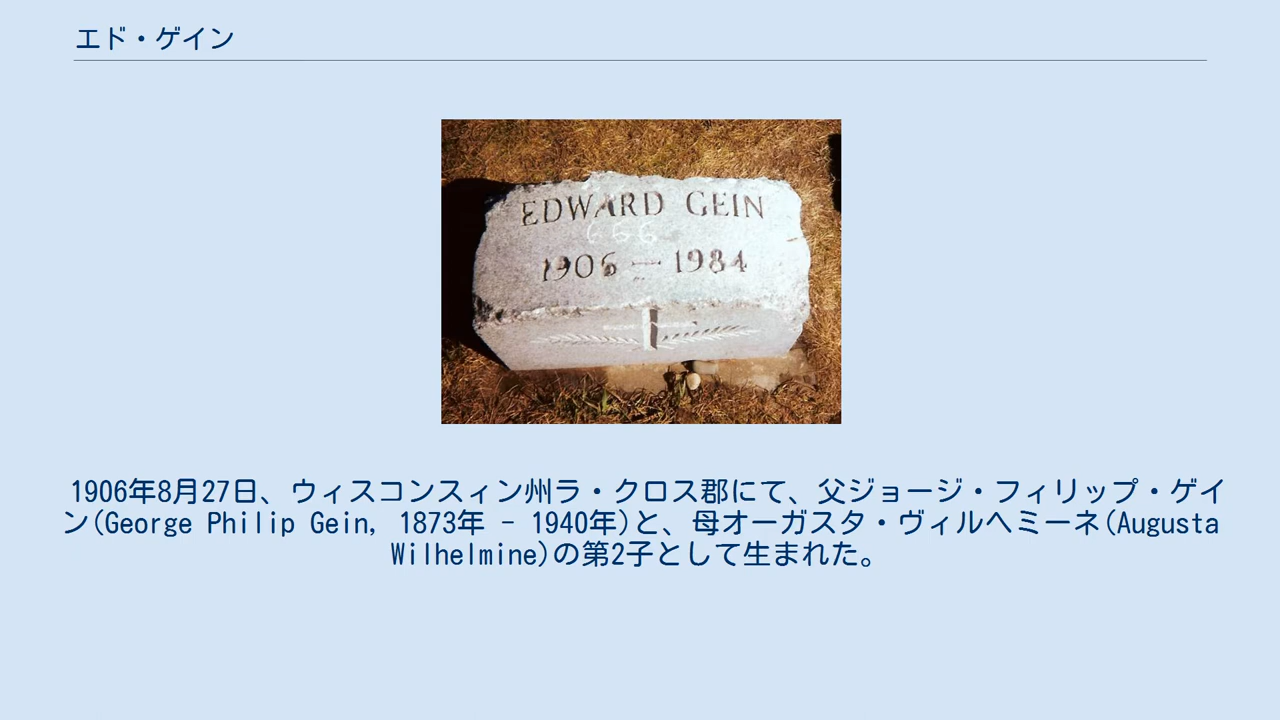 エド・ゲイン
EDWARD GEIN
666
1906 — 1984
1906年8月27日、ウィスコンスィン州ラ・クロス郡にて、父ジョージ・フィリップ・ゲイ
ン(George Philip Gein, 1873年 - 1940年)と、母オーガスタ・ヴィルヘミーネ(Augusta
Wilhelmine)の第2子として生まれた。